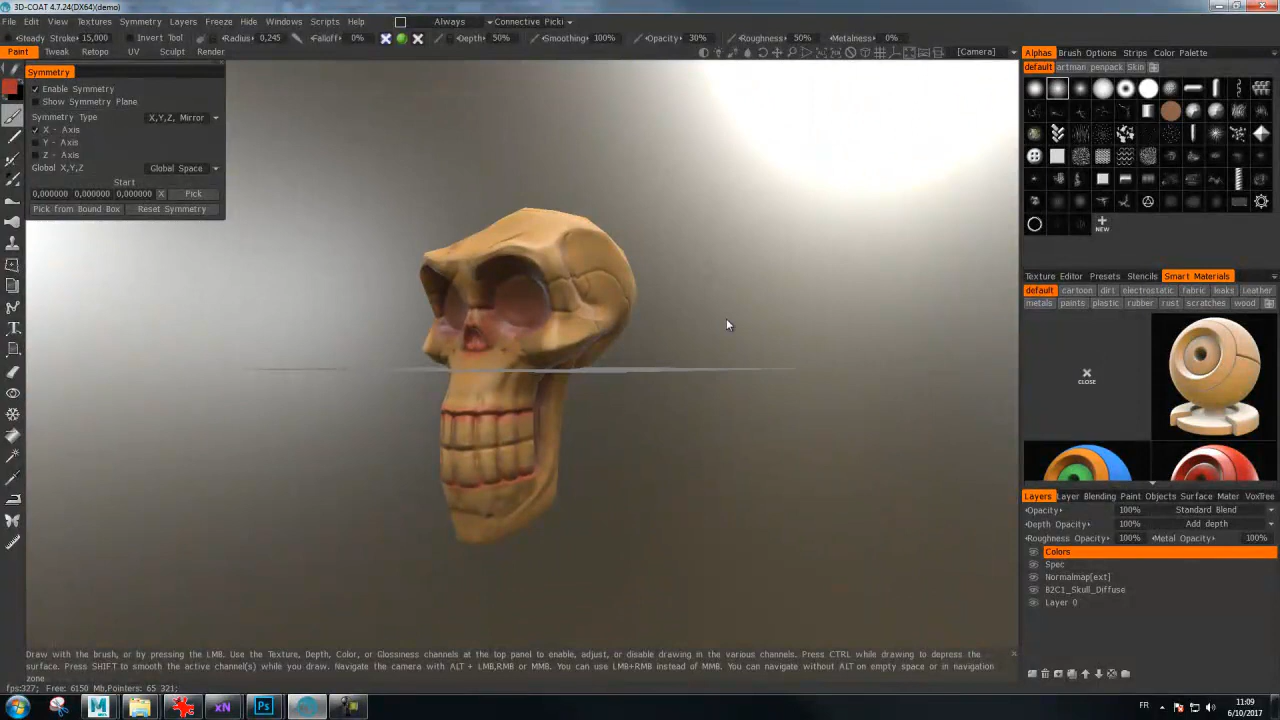 3D-COAT 4.7.24(DX64)(demo)
File Edit View Textures Symmetry Layers Freeze Hide Windows Scripts Help Always Connective Picki
Steady Stroke 15,000 Invert Tool Radius 0,245 Falloff 0% Depth 50% Smoothing 100% Opacity 30% Roughness 50% Metalness 0%
Paint Tweak Retopo UV Sculpt Render [Camera]
Symmetry
Enable Symmetry
Show Symmetry Plane
Symmetry Type X,Y,Z, Mirror
X - Axis
Y - Axis
Z - Axis
Global X,Y,Z Global Space
Start
0,000000 0,000000 0,000000 X Pick
Pick from Bound Box Reset Symmetry
Alphas Brush Options Strips Color Palette
default artman penpack Skin
NEW
Texture Editor Presets Stencils Smart Materials
default cartoon dirt electrostatic fabric leaks Leather
metals paints plastic rubber rust scratches wood
CLOSE
Layers Layer Blending Paint Objects Surface Mater VoxTree
Opacity 100% Standard Blend
Depth Opacity 100% Add depth
Roughness Opacity 100% Metal Opacity 100%
Colors
Spec
Normalmap[ext]
B2C1_Skull_Diffuse
Layer 0
Draw with the brush, or by pressing the LMB. Use the Texture, Depth, Color, or Glossiness channels at the top panel to enable, adjust, or disable drawing in the various channels. Press CTRL while drawing to depress the
surface. Press SHIFT to smooth the active channel(s) while you draw. Navigate the camera with ALT + LMB,RMB or MMB. You can use LMB+RMB instead of MMB. You can navigate without ALT on empty space or in navigation
zone
fps:327; Free: 6150 Mb,Pointers: 65 321;
M xN Ps FR 11:09
6/10/2017